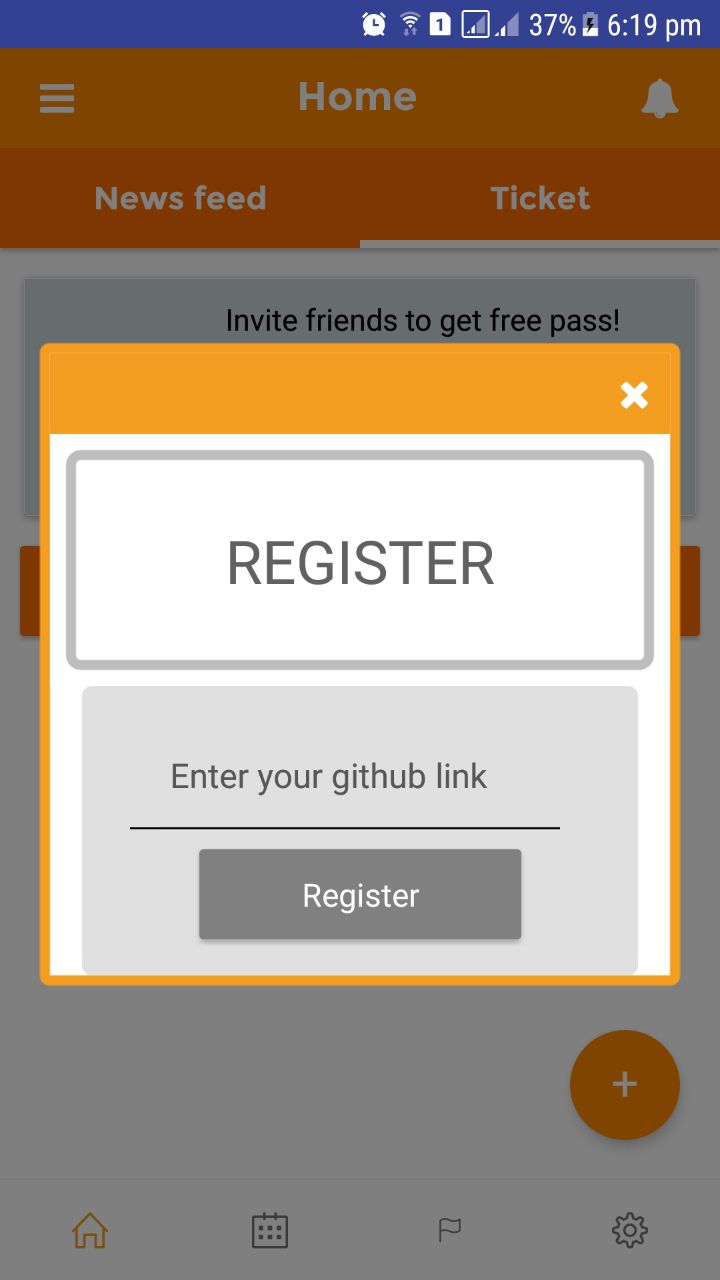 1 37% 6:19 pm
Home
News feed Ticket
Invite friends to get free pass!
REGISTER
Enter your github link
Register
+